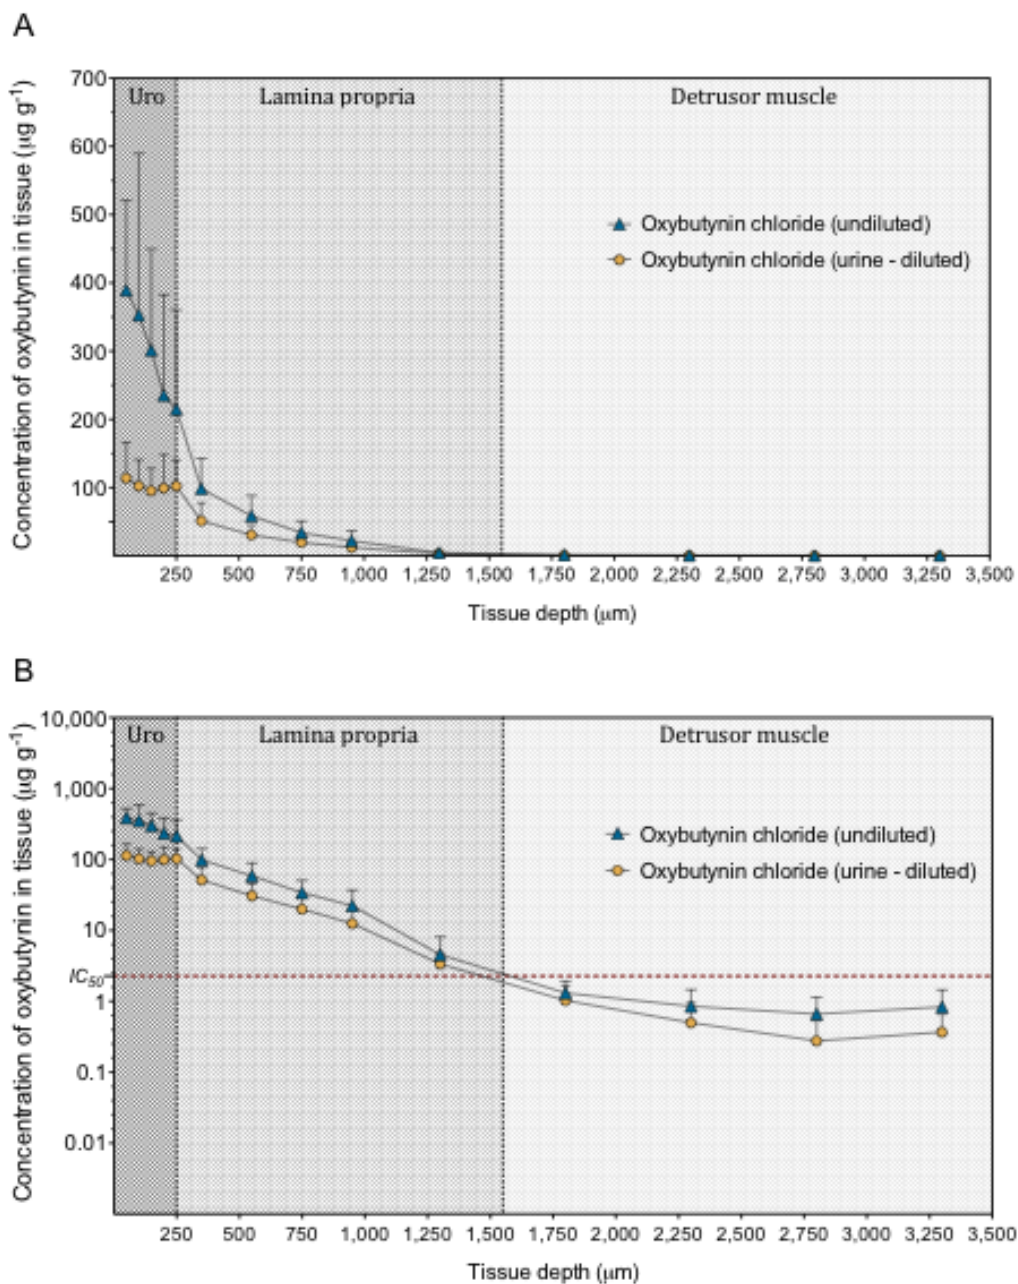 A
Concentration of oxybutynin in tissue (µg g⁻¹)
700
600
500
400
300
200
100
Uro
Lamina propria
Detrusor muscle
Oxybutynin chloride (undiluted)
Oxybutynin chloride (urine - diluted)
250 500 750 1,000 1,250 1,500 1,750 2,000 2,250 2,500 2,750 3,000 3,250 3,500
Tissue depth (µm)
B
Concentration of oxybutynin in tissue (µg g⁻¹)
10,000
1,000
100
10
IC₅₀
1
0.1
0.01
Uro
Lamina propria
Detrusor muscle
Oxybutynin chloride (undiluted)
Oxybutynin chloride (urine - diluted)
250 500 750 1,000 1,250 1,500 1,750 2,000 2,250 2,500 2,750 3,000 3,250 3,500
Tissue depth (µm)